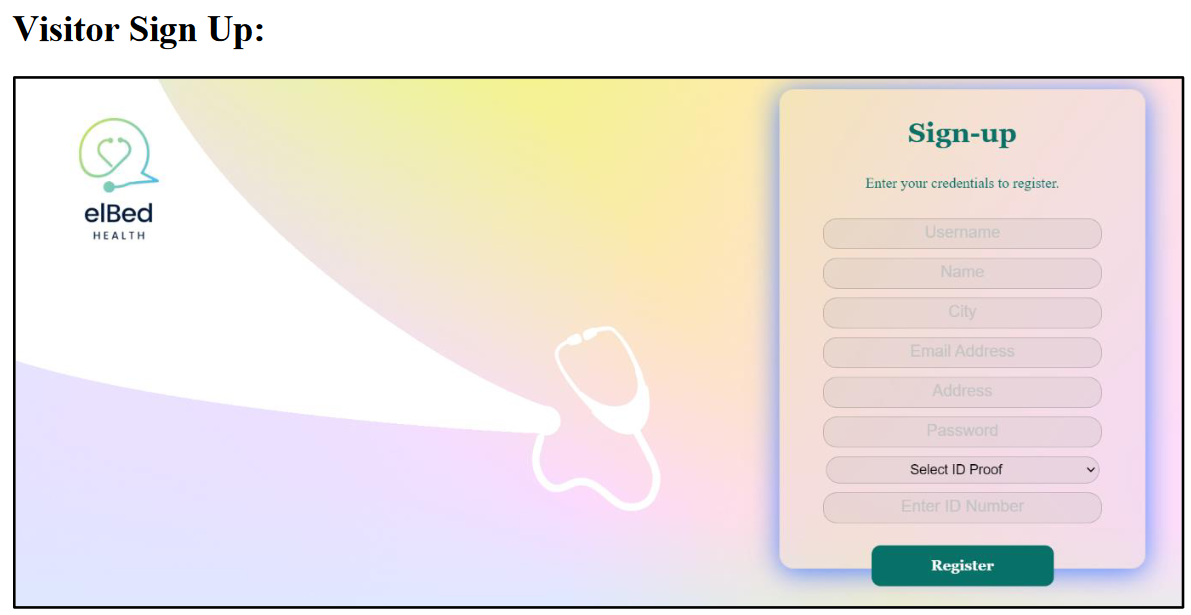 Visitor Sign Up:
elBed
HEALTH
Sign-up
Enter your credentials to register.
Username
Name
City
Email Address
Address
Password
Select ID Proof
Enter ID Number
Register